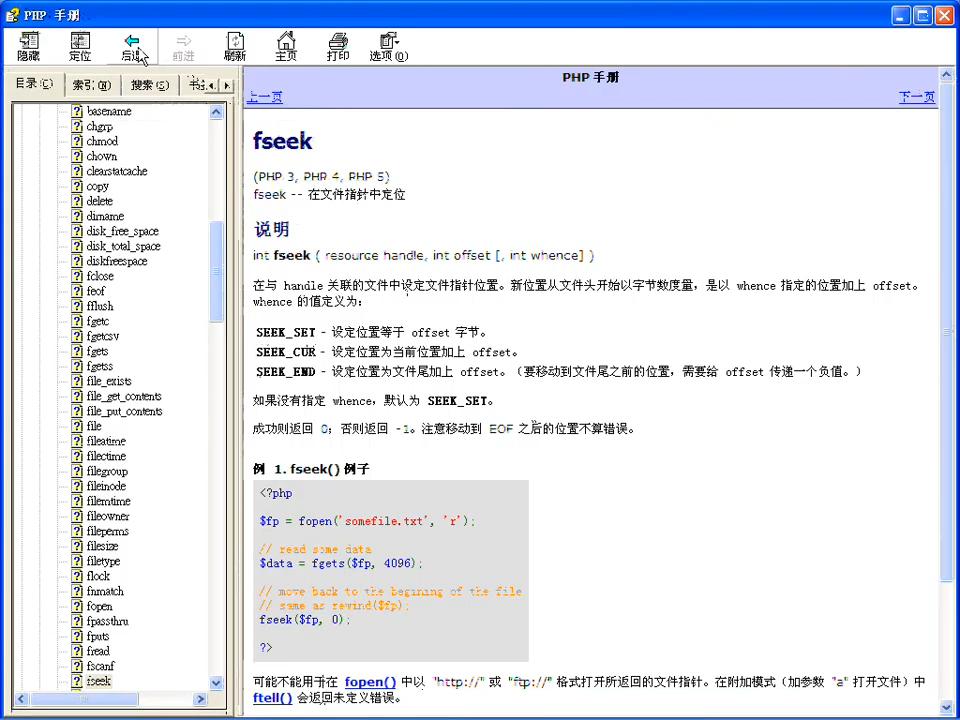 PHP 手册
隐藏 定位 后退 前进 刷新 主页 打印 选项(O)
目录(C) 索引(N) 搜索(S)
basename
chgrp
chmod
chown
clearstatcache
copy
delete
dirname
disk_free_space
disk_total_space
diskfreespace
fclose
feof
fflush
fgetc
fgetcsv
fgets
fgetss
file_exists
file_get_contents
file_put_contents
file
fileatime
filectime
filegroup
fileinode
filemtime
fileowner
fileperms
filesize
filetype
flock
fnmatch
fopen
fpassthru
fputs
fread
fscanf
fseek
PHP 手册
上一页 下一页
fseek
(PHP 3, PHP 4, PHP 5)
fseek -- 在文件指针中定位
说明
int fseek ( resource handle, int offset [, int whence] )
在与 handle 关联的文件中设定文件指针位置。新位置从文件头开始以字节数度量，是以 whence 指定的位置加上 offset。
whence 的值定义为：
SEEK_SET - 设定位置等于 offset 字节。
SEEK_CUR - 设定位置为当前位置加上 offset。
SEEK_END - 设定位置为文件尾加上 offset。（要移动到文件尾之前的位置，需要给 offset 传递一个负值。）
如果没有指定 whence，默认为 SEEK_SET。
成功则返回 0；否则返回 -1。注意移动到 EOF 之后的位置不算错误。
例 1. fseek() 例子
<?php
$fp = fopen('somefile.txt', 'r');
// read some data
$data = fgets($fp, 4096);
// move back to the begining of the file
// same as rewind($fp);
fseek($fp, 0);
?>
可能不能用于在 fopen() 中以 "http://" 或 "ftp://" 格式打开所返回的文件指针。在附加模式（加参数 "a" 打开文件）中
ftell() 会返回未定义错误。